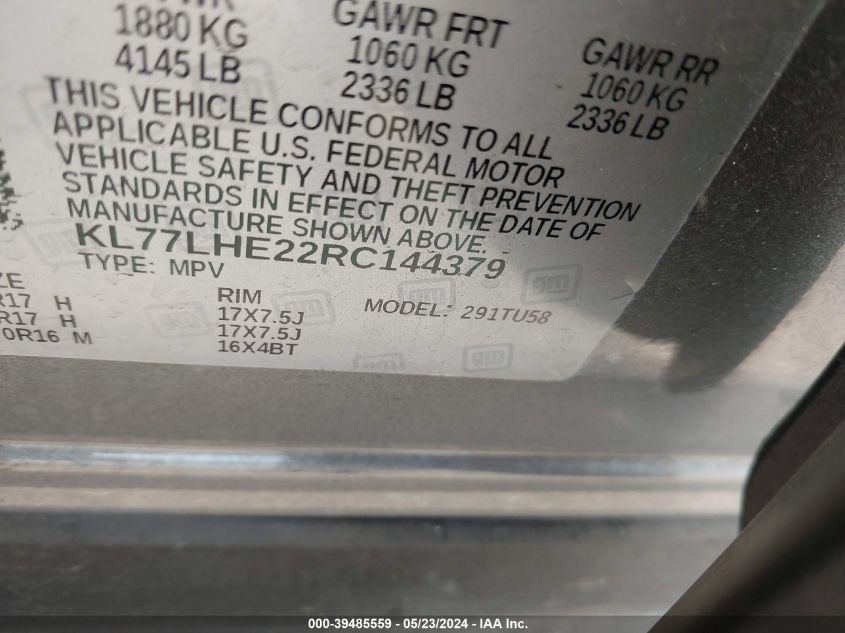 1880 KG
4145 LB
GAWR FRT
1060 KG
2336 LB
GAWR RR
1060 KG
2336 LB
THIS VEHICLE CONFORMS TO ALL
APPLICABLE U.S. FEDERAL MOTOR
VEHICLE SAFETY AND THEFT PREVENTION
STANDARDS IN EFFECT ON THE DATE OF
MANUFACTURE SHOWN ABOVE.
KL77LHE22RC144379
TYPE: MPV
MODEL: 291TU58
R17 H
R17 H
0R16 M
RIM
17X7.5J
17X7.5J
16X4BT
000-39485559 — 05/23/2024 — IAA Inc.